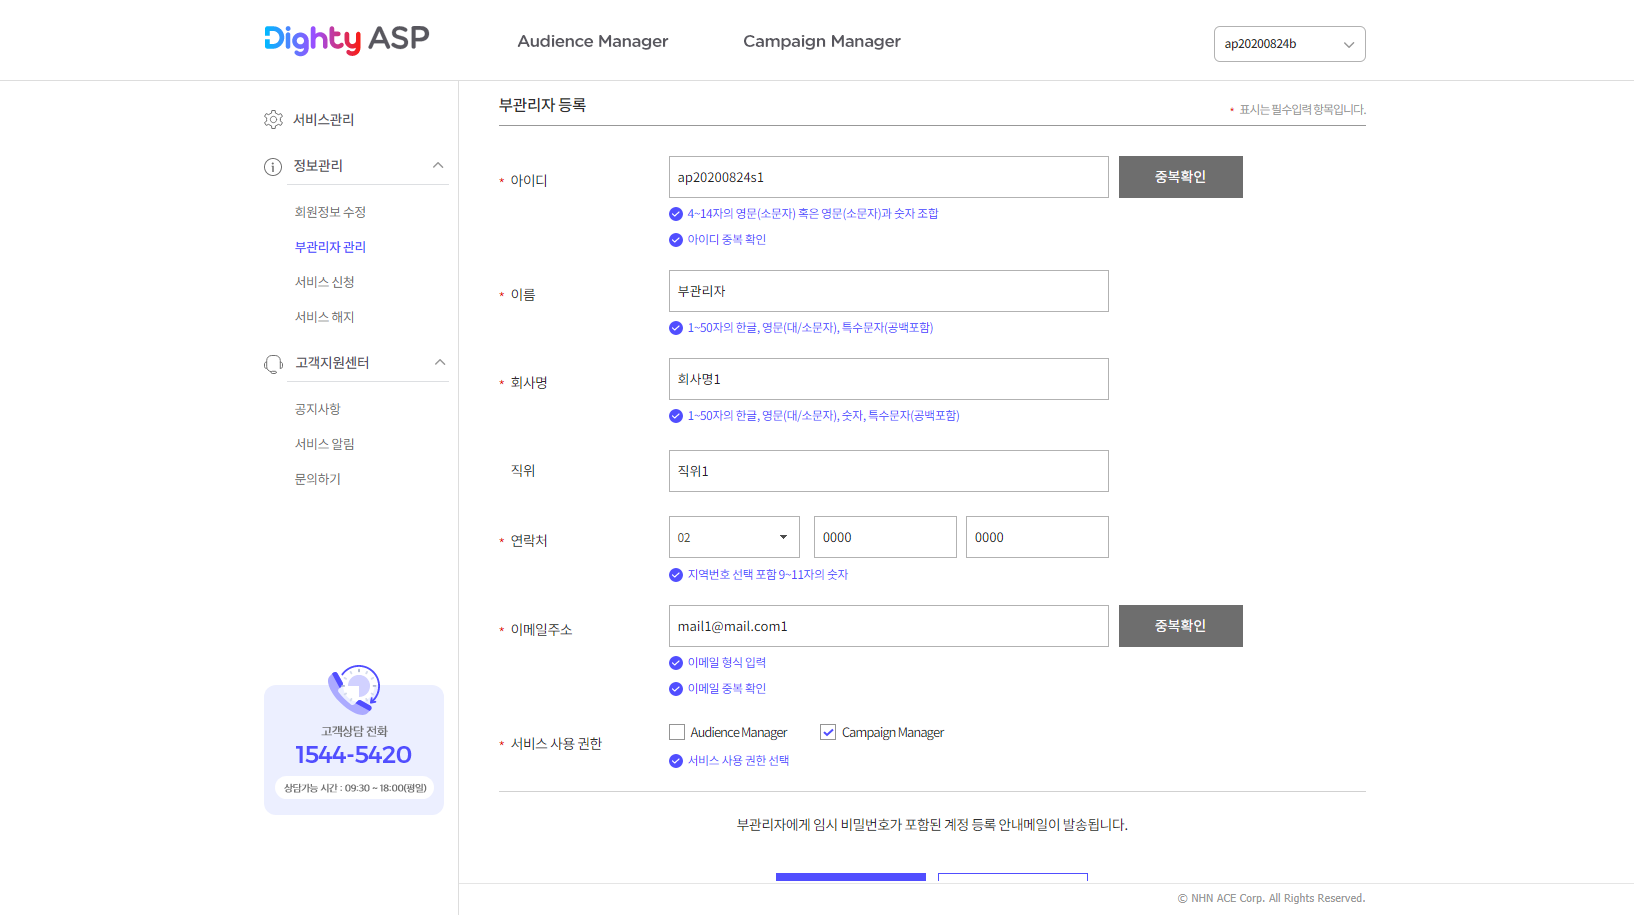 Dighty ASP
Audience Manager
Campaign Manager
ap20200824b
서비스관리
정보관리
회원정보 수정
부관리자 관리
서비스 신청
서비스 해지
고객지원센터
공지사항
서비스 알림
문의하기
고객상담 전화
1544-5420
상담가능 시간 : 09:30 ~ 18:00(평일)
부관리자 등록
* 표시는 필수입력 항목입니다.
* 아이디
ap20200824s1
중복확인
4~14자의 영문(소문자) 혹은 영문(소문자)과 숫자 조합
아이디 중복 확인
* 이름
부관리자
1~50자의 한글, 영문(대/소문자), 특수문자(공백포함)
* 회사명
회사명1
1~50자의 한글, 영문(대/소문자), 숫자, 특수문자(공백포함)
직위
직위1
* 연락처
02
0000
0000
지역번호 선택 포함 9~11자의 숫자
* 이메일주소
mail1@mail.com1
중복확인
이메일 형식 입력
이메일 중복 확인
* 서비스 사용 권한
Audience Manager
Campaign Manager
서비스 사용 권한 선택
부관리자에게 임시 비밀번호가 포함된 계정 등록 안내메일이 발송됩니다.
© NHN ACE Corp. All Rights Reserved.